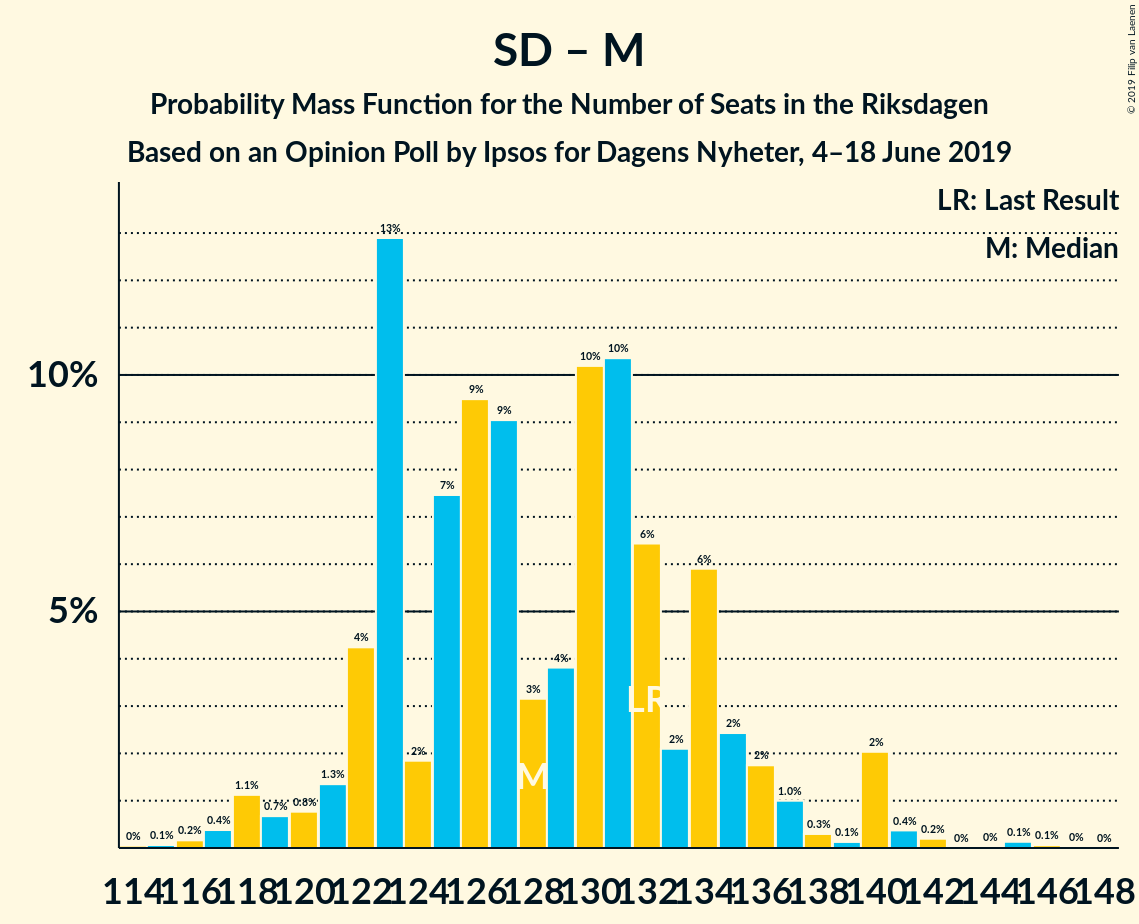 SD – M
Probability Mass Function for the Number of Seats in the Riksdagen
Based on an Opinion Poll by Ipsos for Dagens Nyheter, 4–18 June 2019
© 2019 Filip van Laenen
LR: Last Result
M: Median
10%
5%
0% 0.1% 0.2% 0.4% 1.1% 0.7% 0.8% 1.3% 4% 13% 2% 7% 9% 9% 3% 4% 10% 10% 6% 2% 6% 2% 2% 1.0% 0.3% 0.1% 2% 0.4% 0.2% 0% 0% 0.1% 0.1% 0% 0%
LR
M
114 116 118 120 122 124 126 128 130 132 134 136 138 140 142 144 146 148